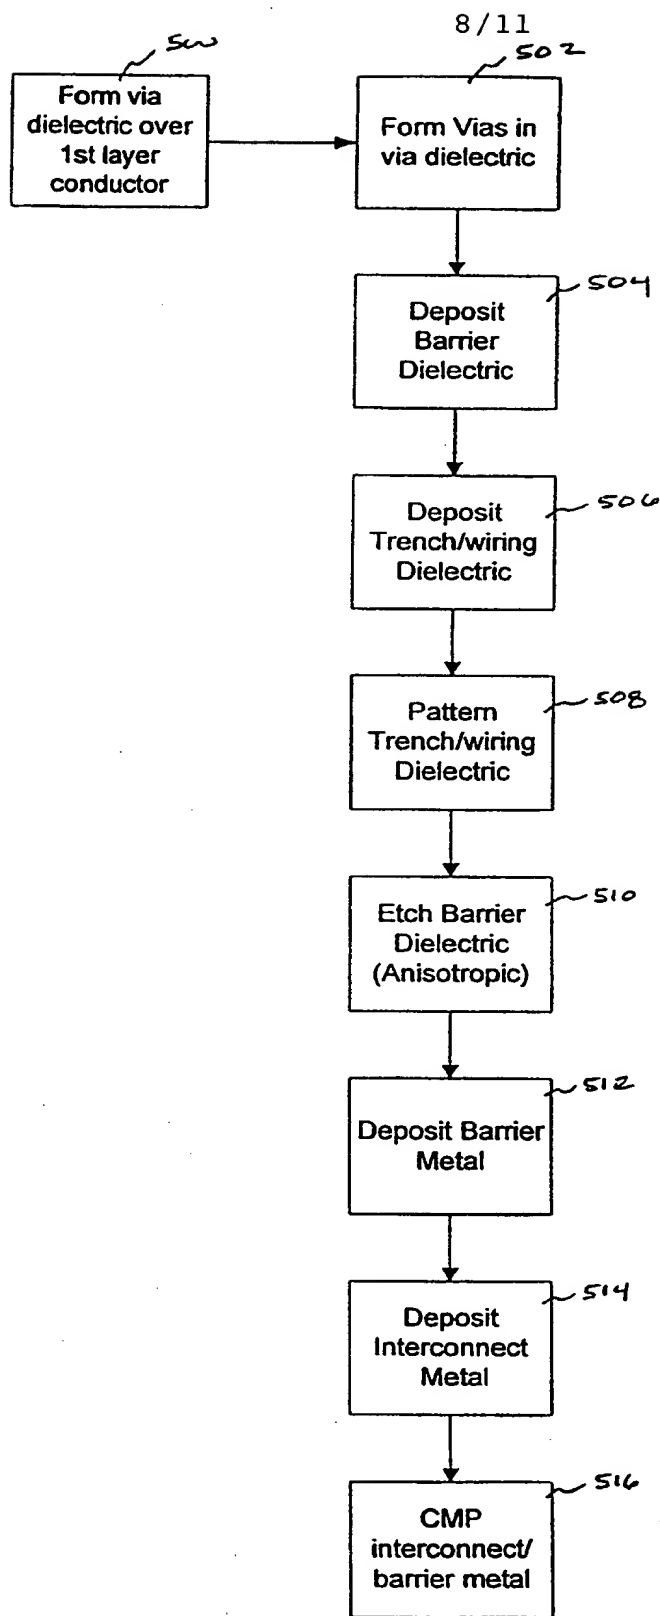 8/11
500
Form via
dielectric over
1st layer
conductor
502
Form Vias in
via dielectric
504
Deposit
Barrier
Dielectric
506
Deposit
Trench/wiring
Dielectric
508
Pattern
Trench/wiring
Dielectric
510
Etch Barrier
Dielectric
(Anisotropic)
512
Deposit Barrier
Metal
514
Deposit
Interconnect
Metal
516
CMP
interconnect/
barrier metal